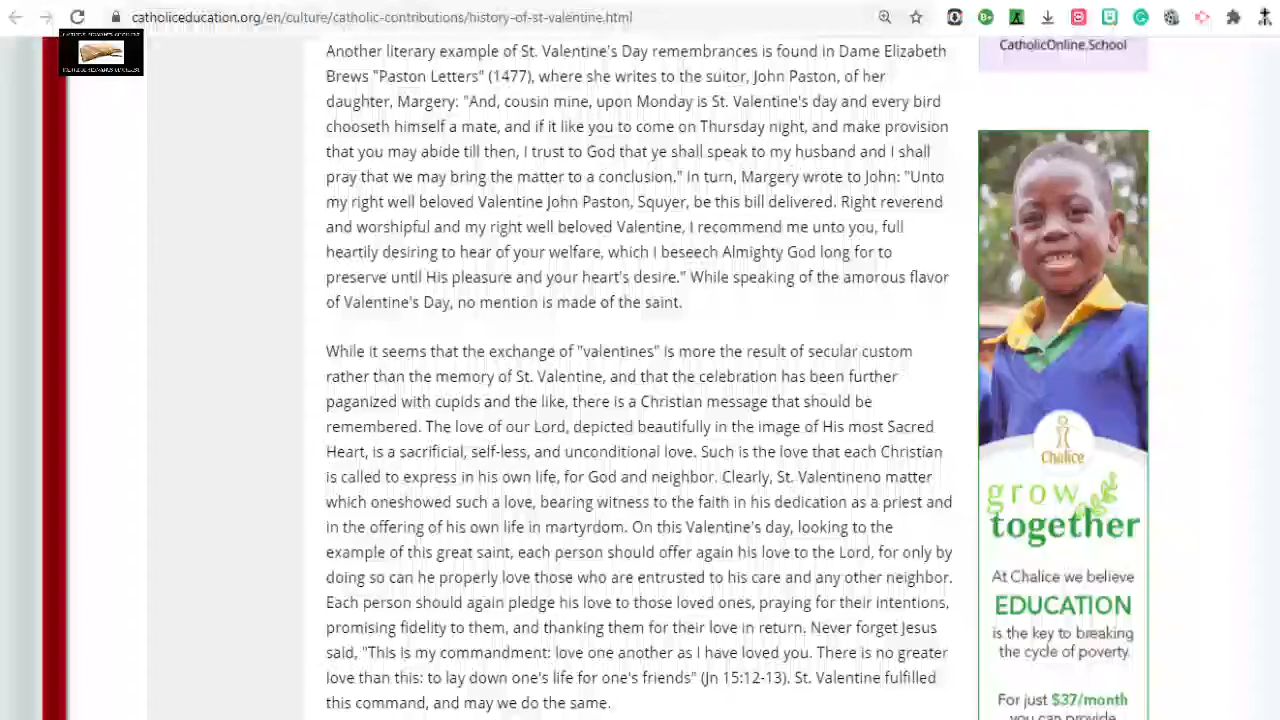 catholiceducation.org/en/culture/catholic-contributions/history_of-st-valentine.html
Another literary example of St. Valentine's Day remembrances is found in Dame Elizabeth
Brews "Paston Letters" (1477), where she writes to the suitor, John Paston, of her
daughter, Margery: "And, cousin mine, upon Monday is St. Valentine's day and every bird
chooseth himself a mate, and if it like you to come on Thursday night, and make provision
that you may abide till then, I trust to God that ye shall speak to my husband and I shall
pray that we may bring the matter to a conclusion." In turn, Margery wrote to John: "Unto
my right well beloved Valentine John Paston, Squyer, be this bill delivered. Right reverend
and worshipful and my right well beloved Valentine, I recommend me unto you, full
heartily desiring to hear of your welfare, which I beseech Almighty God long for to
preserve until His pleasure and your heart's desire." While speaking of the amorous flavor
of Valentine's Day, no mention is made of the saint.
While it seems that the exchange of "valentines" is more the result of secular custom
rather than the memory of St. Valentine, and that the celebration has been further
paganized with cupids and the like, there is a Christian message that should be
remembered. The love of our Lord, depicted beautifully in the image of His most Sacred
Heart, is a sacrificial, self-less, and unconditional love. Such is the love that each Christian
is called to express in his own life, for God and neighbor. Clearly, St. Valentineno matter
which oneshowed such a love, bearing witness to the faith in his dedication as a priest and
in the offering of his own life in martyrdom. On this Valentine's day, looking to the
example of this great saint, each person should offer again his love to the Lord, for only by
doing so can he properly love those who are entrusted to his care and any other neighbor.
Each person should again pledge his love to those loved ones, praying for their intentions,
promising fidelity to them, and thanking them for their love in return. Never forget Jesus
said, "This is my commandment: love one another as I have loved you. There is no greater
love than this: to lay down one's life for one's friends" (Jn 15:12-13). St. Valentine fulfilled
this command, and may we do the same.
CatholicOnline.School
Chalice
grow
together
At Chalice we believe
EDUCATION
is the key to breaking
the cycle of poverty.
For just $37/month
you can provide